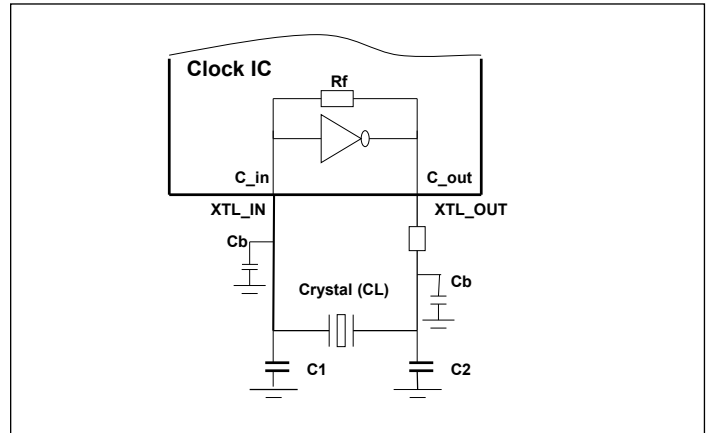 Clock IC
Rf
C_in
C_out
XTL_IN
XTL_OUT
Cb
Cb
Crystal (CL)
C1
C2